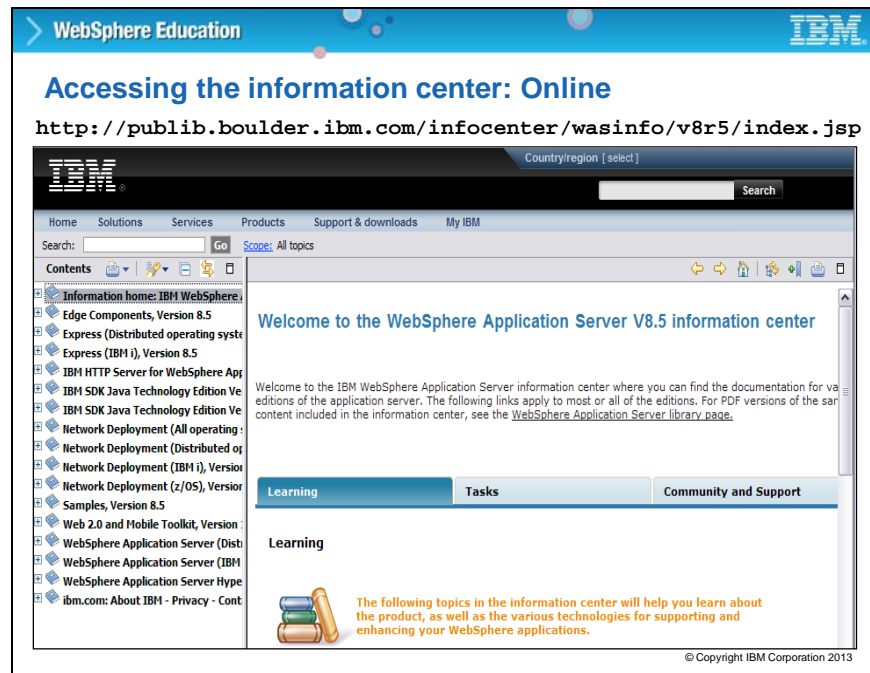 WebSphere Education
IBM
Accessing the information center: Online
http://publib.boulder.ibm.com/infocenter/wasinfo/v8r5/index.jsp
IBM
Country/region [ select ]
Search
Home Solutions Services Products Support & downloads My IBM
Search: Go Scope: All topics
Contents
Information home: IBM WebSphere
Edge Components, Version 8.5
Express (Distributed operating syste
Express (IBM i), Version 8.5
IBM HTTP Server for WebSphere App
IBM SDK Java Technology Edition Ve
IBM SDK Java Technology Edition Ve
Network Deployment (All operating
Network Deployment (Distributed op
Network Deployment (IBM i), Version
Network Deployment (z/OS), Version
Samples, Version 8.5
Web 2.0 and Mobile Toolkit, Version
WebSphere Application Server (Distr
WebSphere Application Server (IBM
WebSphere Application Server Hype
ibm.com: About IBM - Privacy - Cont
Welcome to the WebSphere Application Server V8.5 information center
Welcome to the IBM WebSphere Application Server information center where you can find the documentation for va
editions of the application server. The following links apply to most or all of the editions. For PDF versions of the sar
content included in the information center, see the WebSphere Application Server library page.
Learning Tasks Community and Support
Learning
The following topics in the information center will help you learn about
the product, as well as the various technologies for supporting and
enhancing your WebSphere applications.
© Copyright IBM Corporation 2013